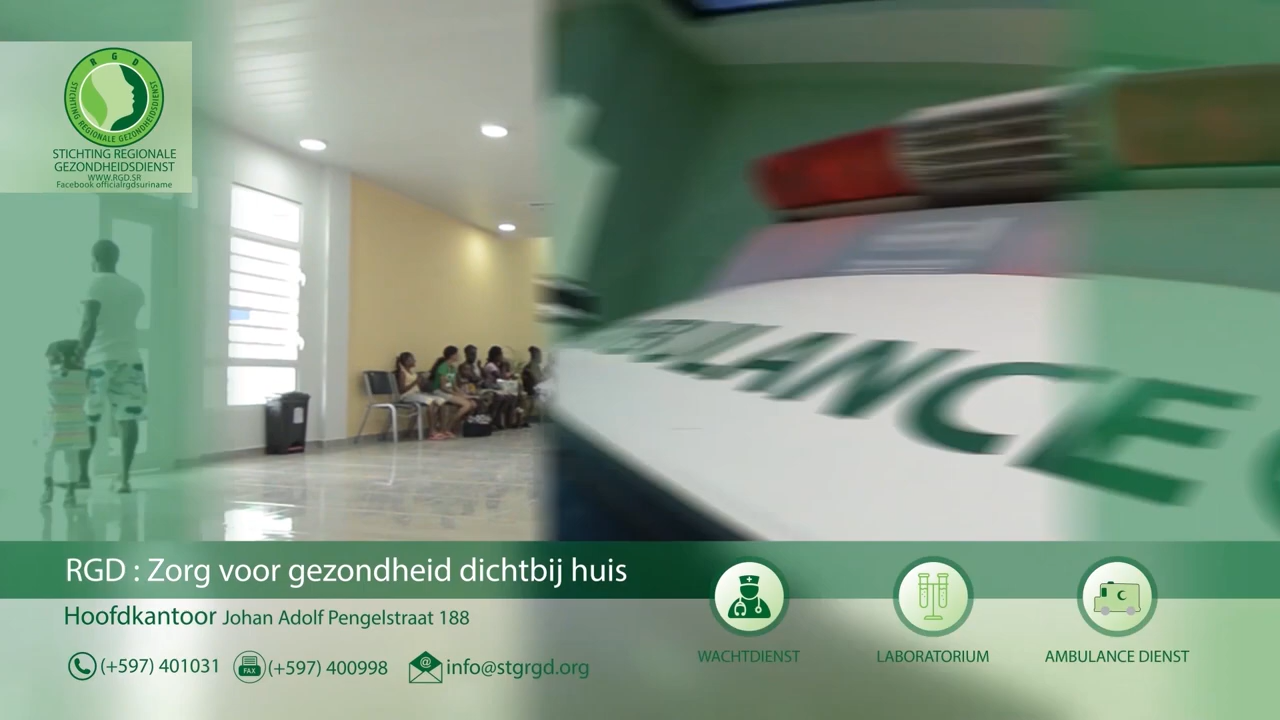 RGD
STICHTING REGIONALE GEZONDHEIDSDIENST
STICHTING REGIONALE
GEZONDHEIDSDIENST
WWW.RGD.SR
Facebook officialrgdsuriname
AMBULANCE
RGD : Zorg voor gezondheid dichtbij huis
Hoofdkantoor Johan Adolf Pengelstraat 188
(+597) 401031 FAX (+597) 400998 @ info@stgrgd.org
WACHTDIENST LABORATORIUM AMBULANCE DIENST